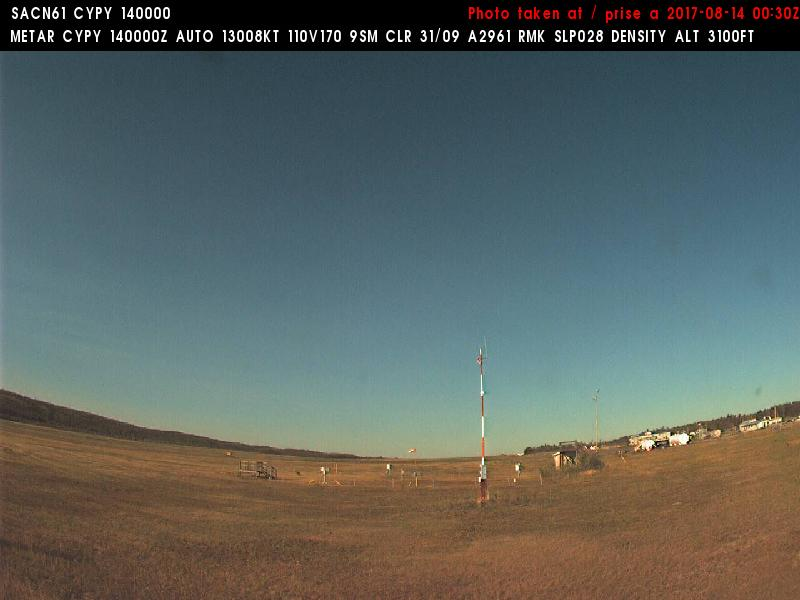 SACN61 CYPY 140000 Photo taken at / prise a 2017-08-14 00:30Z
METAR CYPY 140000Z AUTO 13008KT 110V170 9SM CLR 31/09 A2961 RMK SLP028 DENSITY ALT 3100FT